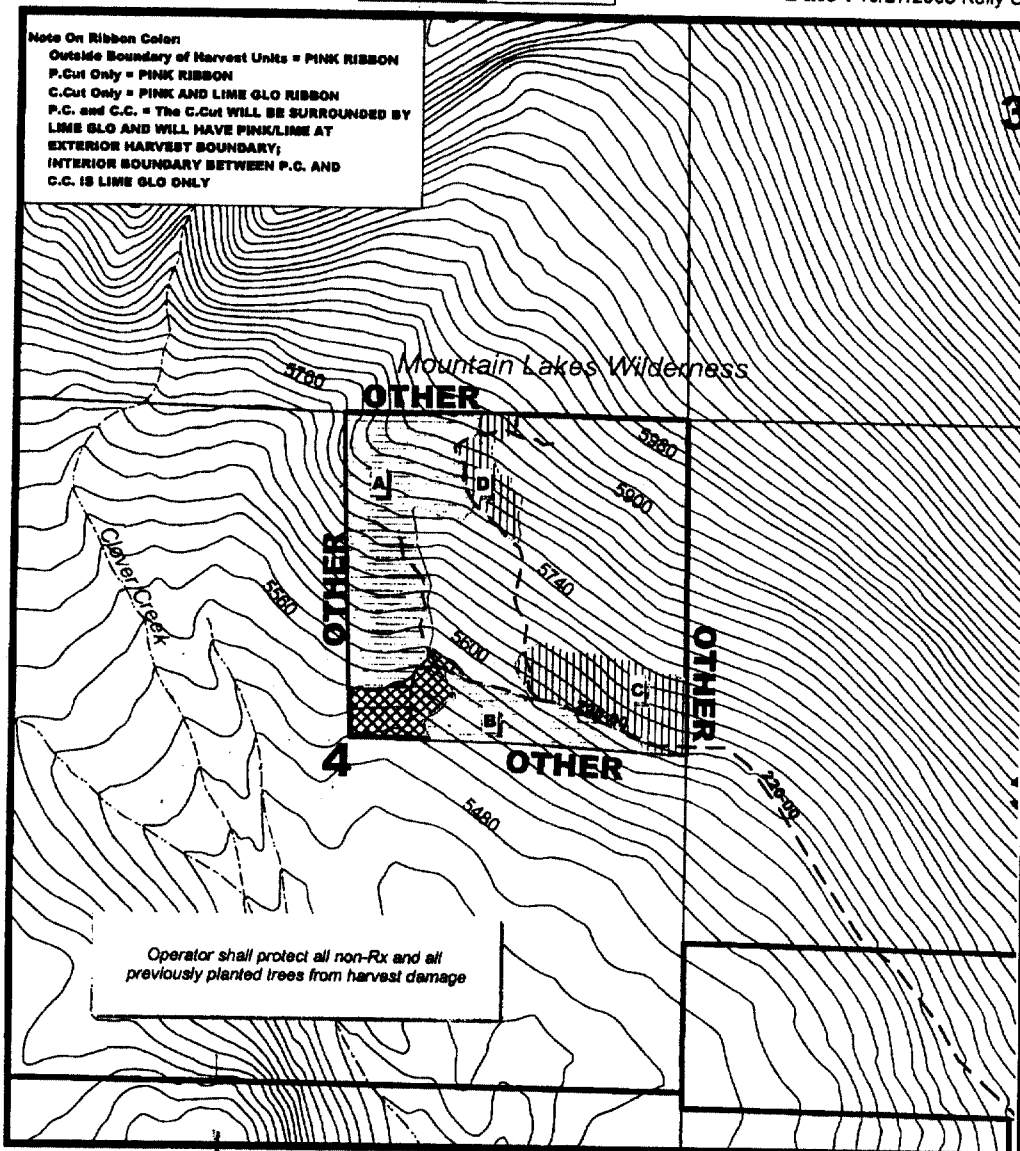 Note On Ribbon Color:
Outside Boundary of Harvest Units = PINK RIBBON
P.Cut Only = PINK RIBBON
C.Cut Only = PINK AND LIME GLO RIBBON
P.C. and C.C. = The C.Cut WILL BE SURROUNDED BY
LIME GLO AND WILL HAVE PINK/LIME AT
EXTERIOR HARVEST BOUNDARY;
INTERIOR BOUNDARY BETWEEN P.C. AND
C.C. IS LIME GLO ONLY
3
Mountain Lakes Wilderness
5760
OTHER
5980
A
D
5900
Clover Creek
OTHER
5560
5740
5600
OTHER
C
B
4
OTHER
220-00
5480
Operator shall protect all non-Rx and all
previously planted trees from harvest damage